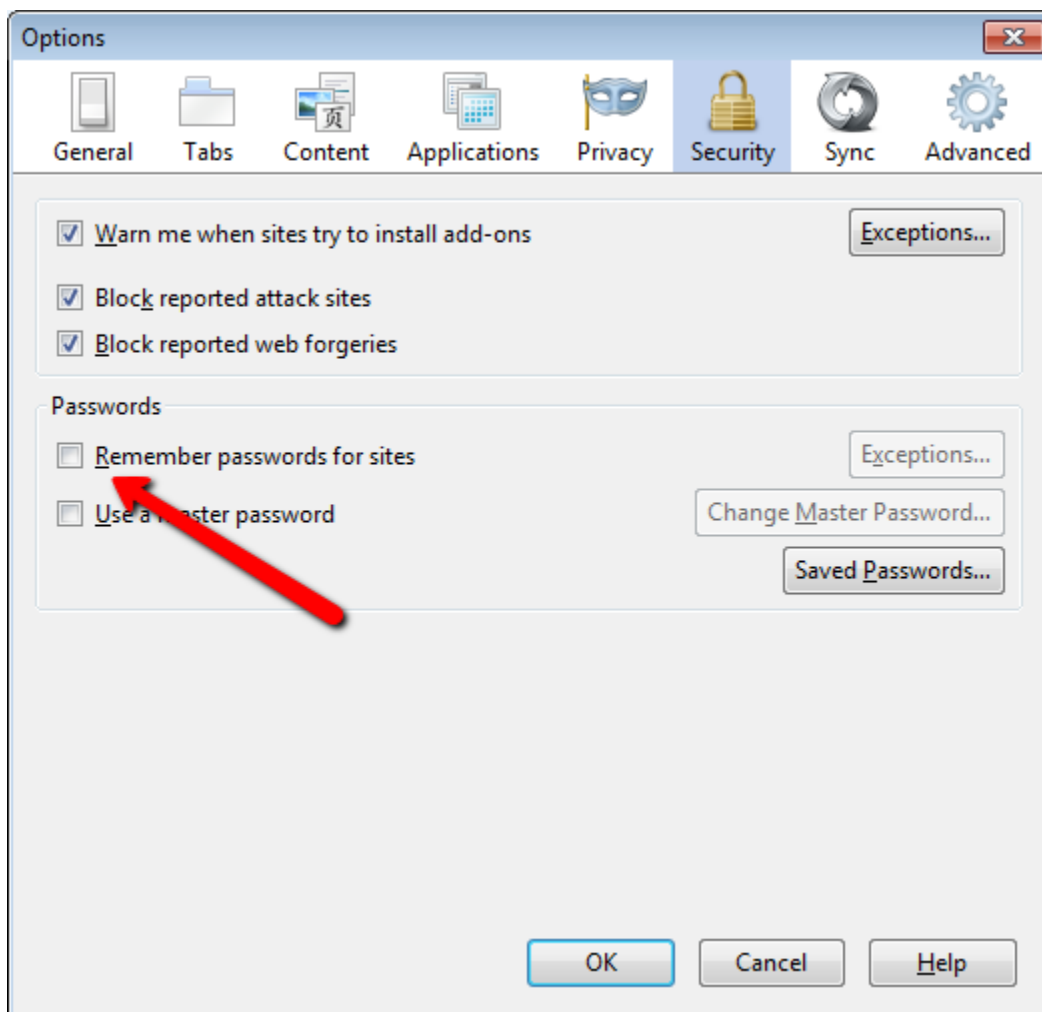 Options
General Tabs Content Applications Privacy Security Sync Advanced
页
Warn me when sites try to install add-ons Exceptions...
Block reported attack sites
Block reported web forgeries
Passwords
Remember passwords for sites Exceptions...
Use a master password Change Master Password...
Saved Passwords...
OK Cancel Help